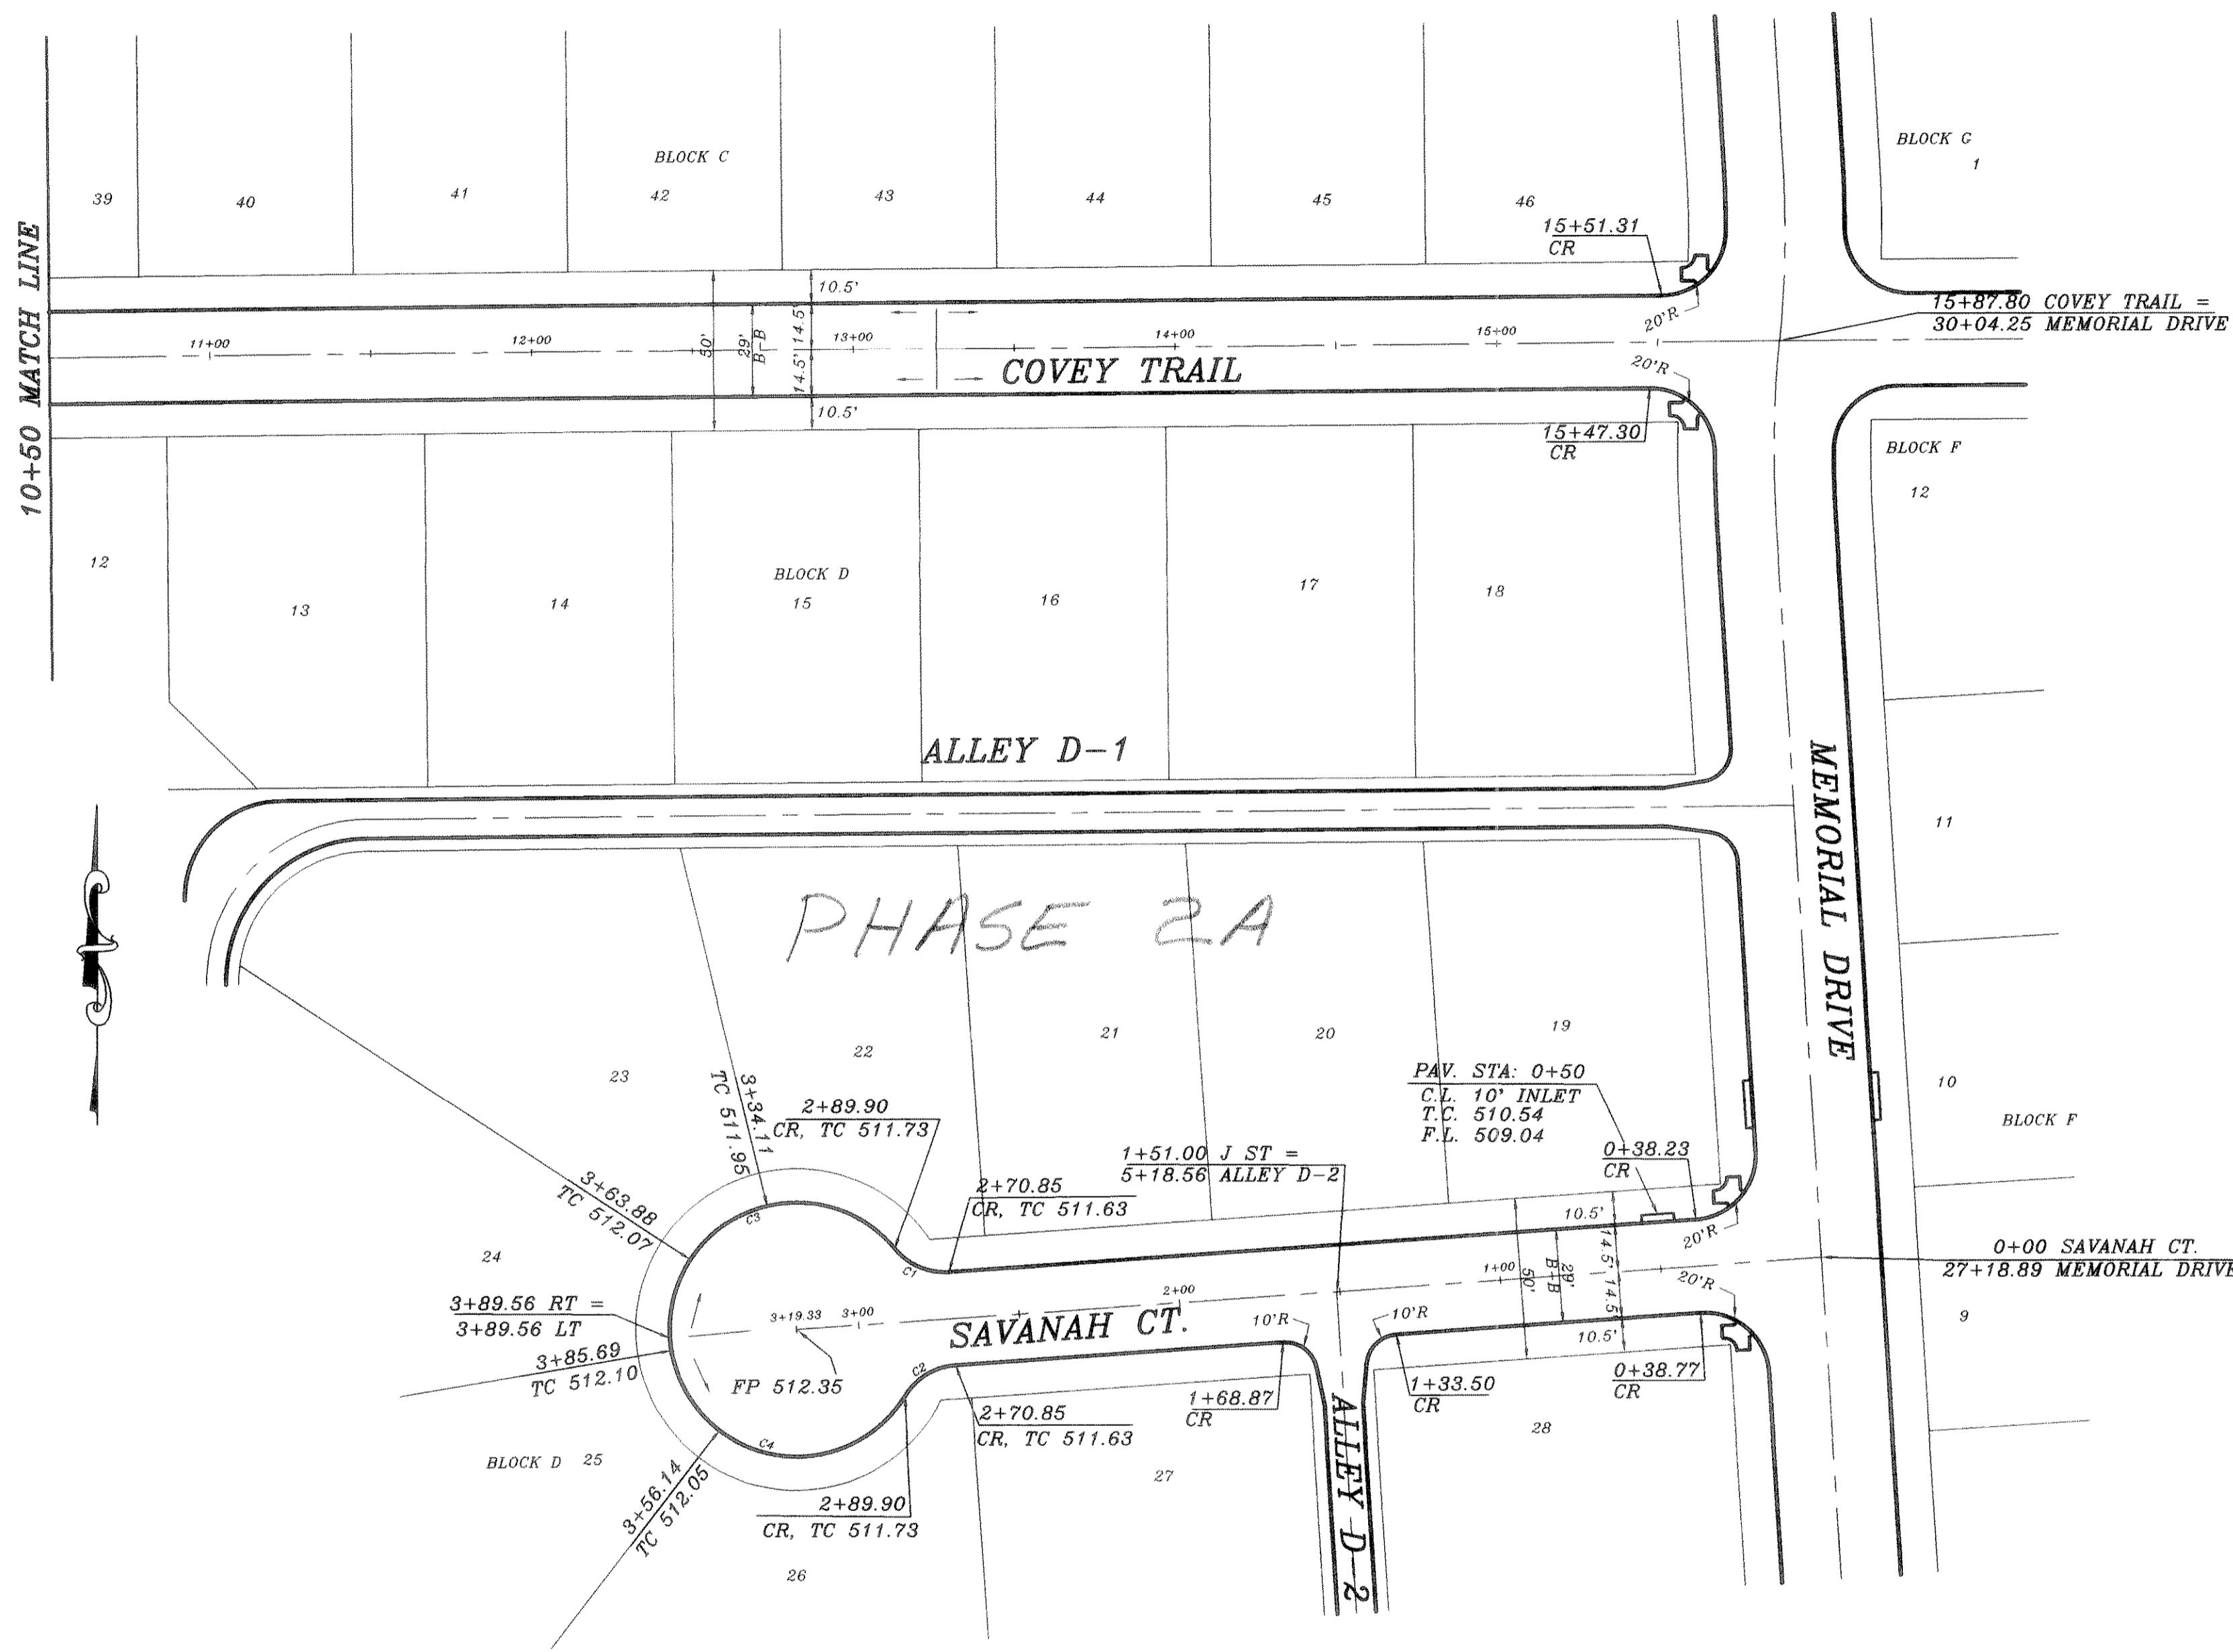 BLOCK C
BLOCK G
1
39
40
41
42
43
44
45
46
15+51.31
CR
10+50 MATCH LINE
10.5'
20'R
15+87.80 COVEY TRAIL =
30+04.25 MEMORIAL DRIVE
11+00
12+00
50'
29'
B-B
14.5'
14.5'
13+00
14+00
15+00
COVEY TRAIL
20'R
10.5'
15+47.30
CR
BLOCK F
12
12
BLOCK D
13
14
15
16
17
18
ALLEY D-1
MEMORIAL DRIVE
11
PHASE 2A
23
22
21
20
19
10
BLOCK F
PAV. STA: 0+50
C.L. 10' INLET
T.C. 510.54
F.L. 509.04
3+34.11
TC 511.95
2+89.90
CR, TC 511.73
1+51.00 J ST =
5+18.56 ALLEY D-2
0+38.23
CR
3+63.88
TC 512.07
2+70.85
CR, TC 511.63
C3
C1
10.5'
20'R
24
0+00 SAVANAH CT.
27+18.89 MEMORIAL DRIVE
14.5'
14.5'
29'
B-B
50'
1+00
2+00
3+00
3+19.33
20'R
3+89.56 RT =
3+89.56 LT
SAVANAH CT.
10'R
10'R
10.5'
9
3+85.69
TC 512.10
FP 512.35
C2
1+68.87
CR
1+33.50
CR
0+38.77
CR
2+70.85
CR, TC 511.63
ALLEY D-2
C4
28
BLOCK D
25
27
3+56.14
TC 512.05
2+89.90
CR, TC 511.73
26